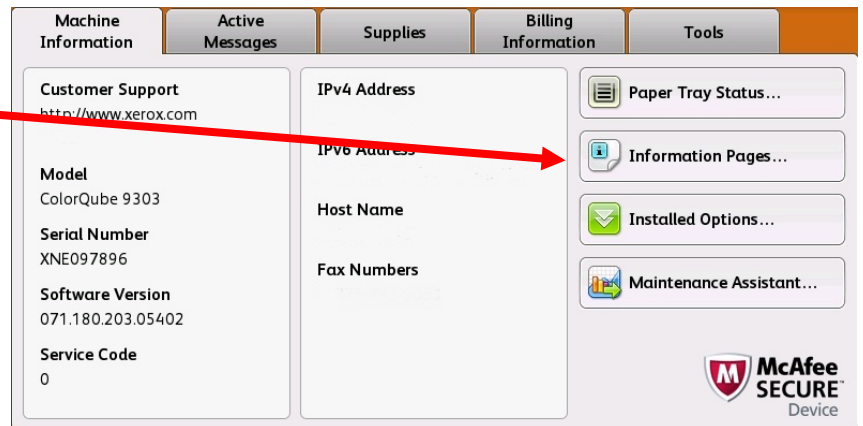 Machine Information
Active Messages
Supplies
Billing Information
Tools
Customer Support
http://www.xerox.com
Model
ColorQube 9303
Serial Number
XNE097896
Software Version
071.180.203.05402
Service Code
0
IPv4 Address
IPv6 Address
Host Name
Fax Numbers
Paper Tray Status...
Information Pages...
Installed Options...
Maintenance Assistant...
McAfee
SECURE™
Device